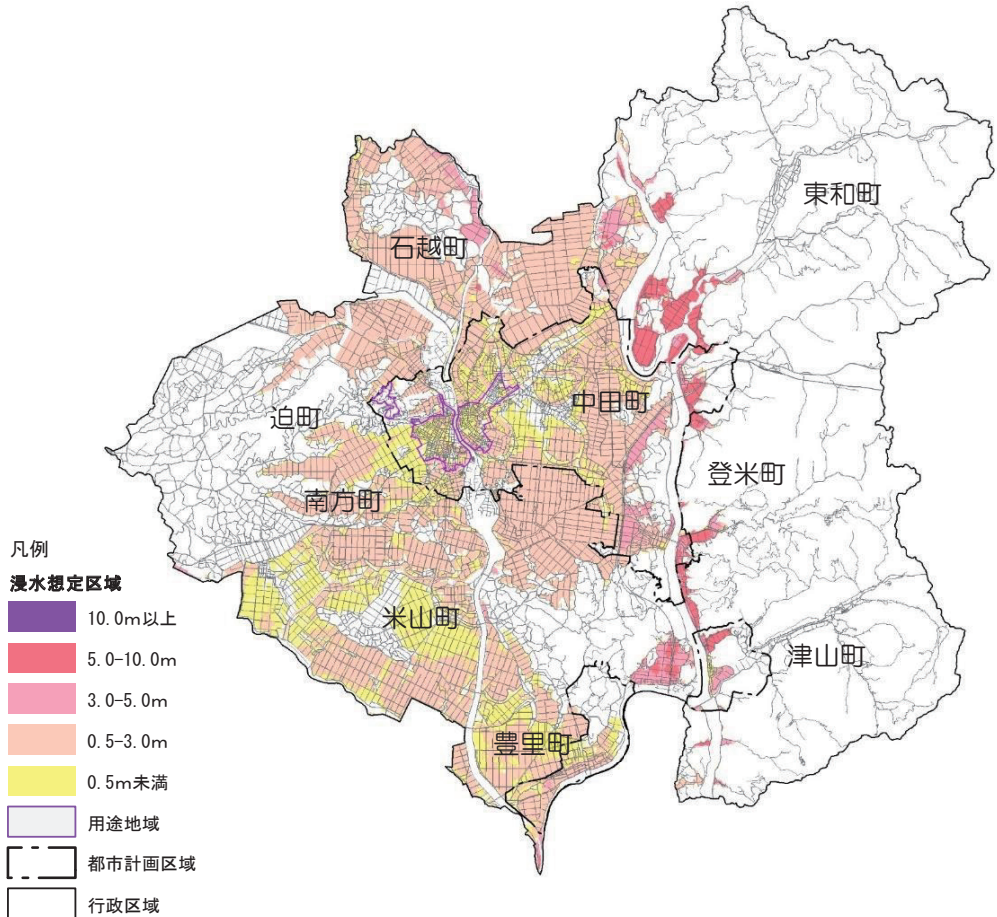 東和町
石越町
迫町
中田町
登米町
南方町
米山町
津山町
豊里町
凡例
浸水想定区域
10.0m以上
5.0-10.0m
3.0-5.0m
0.5-3.0m
0.5m未満
用途地域
都市計画区域
行政区域